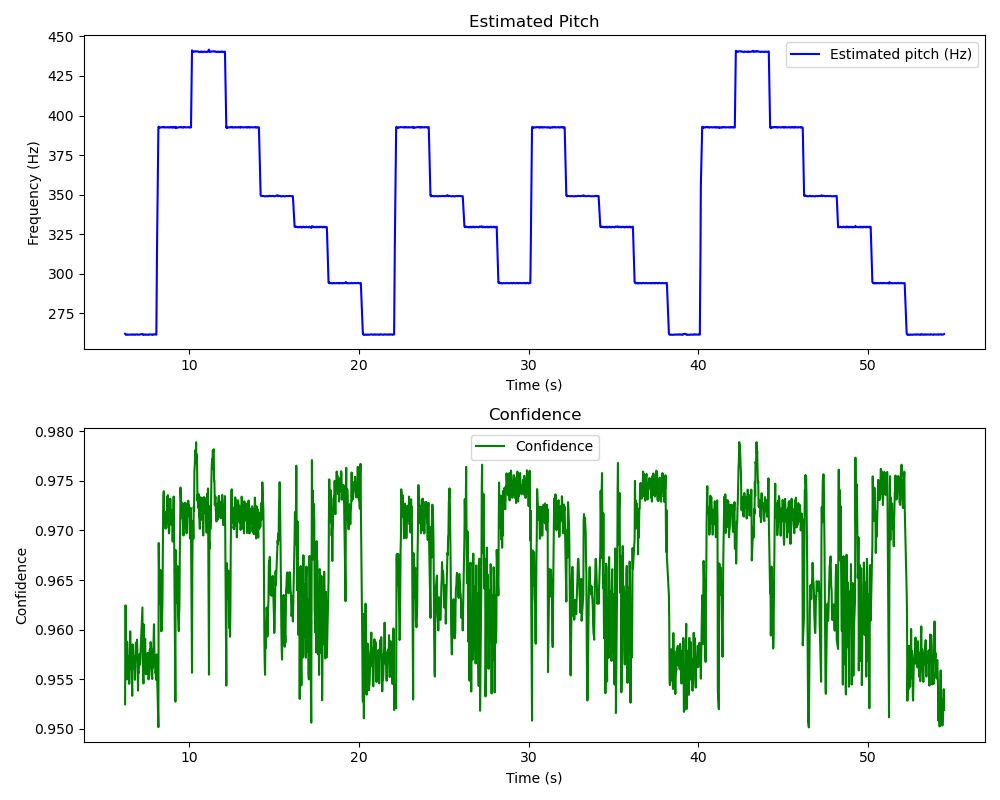 Estimated Pitch
450
425
400
375
350
325
300
275
Frequency (Hz)
Estimated pitch (Hz)
10 20 30 40 50
Time (s)
Confidence
0.980
0.975
0.970
0.965
0.960
0.955
0.950
Confidence
Confidence
10 20 30 40 50
Time (s)